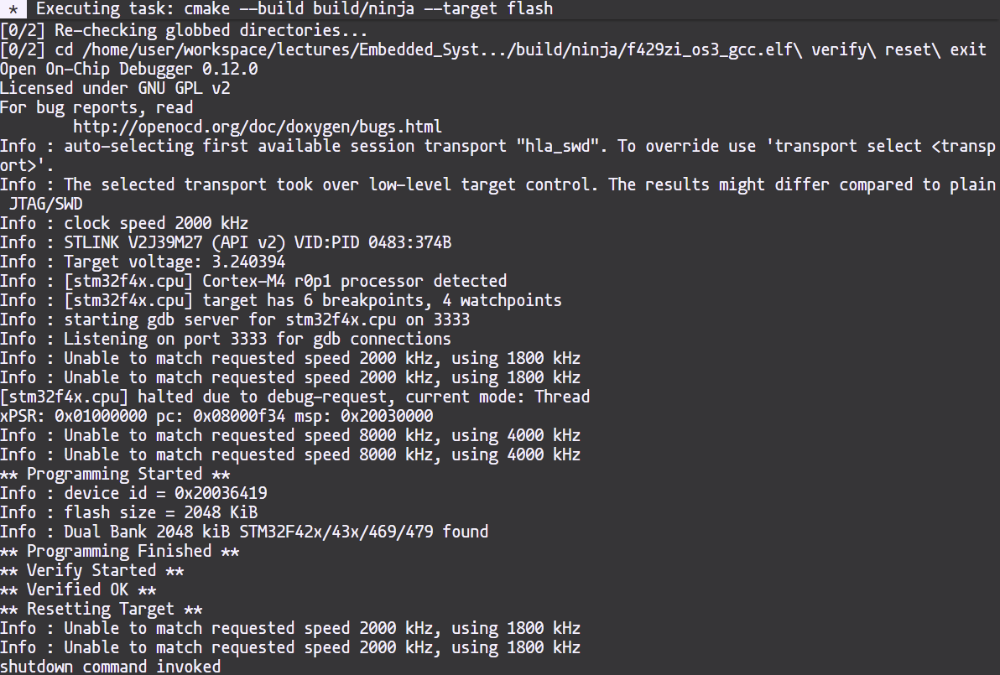 * Executing task: cmake --build build/ninja --target flash
[0/2] Re-checking globbed directories...
[0/2] cd /home/user/workspace/lectures/Embedded_Syst.../build/ninja/f429zi_os3_gcc.elf\ verify\ reset\ exit
Open On-Chip Debugger 0.12.0
Licensed under GNU GPL v2
For bug reports, read
        http://openocd.org/doc/doxygen/bugs.html
Info : auto-selecting first available session transport "hla_swd". To override use 'transport select <transp
ort>'.
Info : The selected transport took over low-level target control. The results might differ compared to plain
 JTAG/SWD
Info : clock speed 2000 kHz
Info : STLINK V2J39M27 (API v2) VID:PID 0483:374B
Info : Target voltage: 3.240394
Info : [stm32f4x.cpu] Cortex-M4 r0p1 processor detected
Info : [stm32f4x.cpu] target has 6 breakpoints, 4 watchpoints
Info : starting gdb server for stm32f4x.cpu on 3333
Info : Listening on port 3333 for gdb connections
Info : Unable to match requested speed 2000 kHz, using 1800 kHz
Info : Unable to match requested speed 2000 kHz, using 1800 kHz
[stm32f4x.cpu] halted due to debug-request, current mode: Thread
xPSR: 0x01000000 pc: 0x08000f34 msp: 0x20030000
Info : Unable to match requested speed 8000 kHz, using 4000 kHz
Info : Unable to match requested speed 8000 kHz, using 4000 kHz
** Programming Started **
Info : device id = 0x20036419
Info : flash size = 2048 KiB
Info : Dual Bank 2048 kiB STM32F42x/43x/469/479 found
** Programming Finished **
** Verify Started **
** Verified OK **
** Resetting Target **
Info : Unable to match requested speed 2000 kHz, using 1800 kHz
Info : Unable to match requested speed 2000 kHz, using 1800 kHz
shutdown command invoked